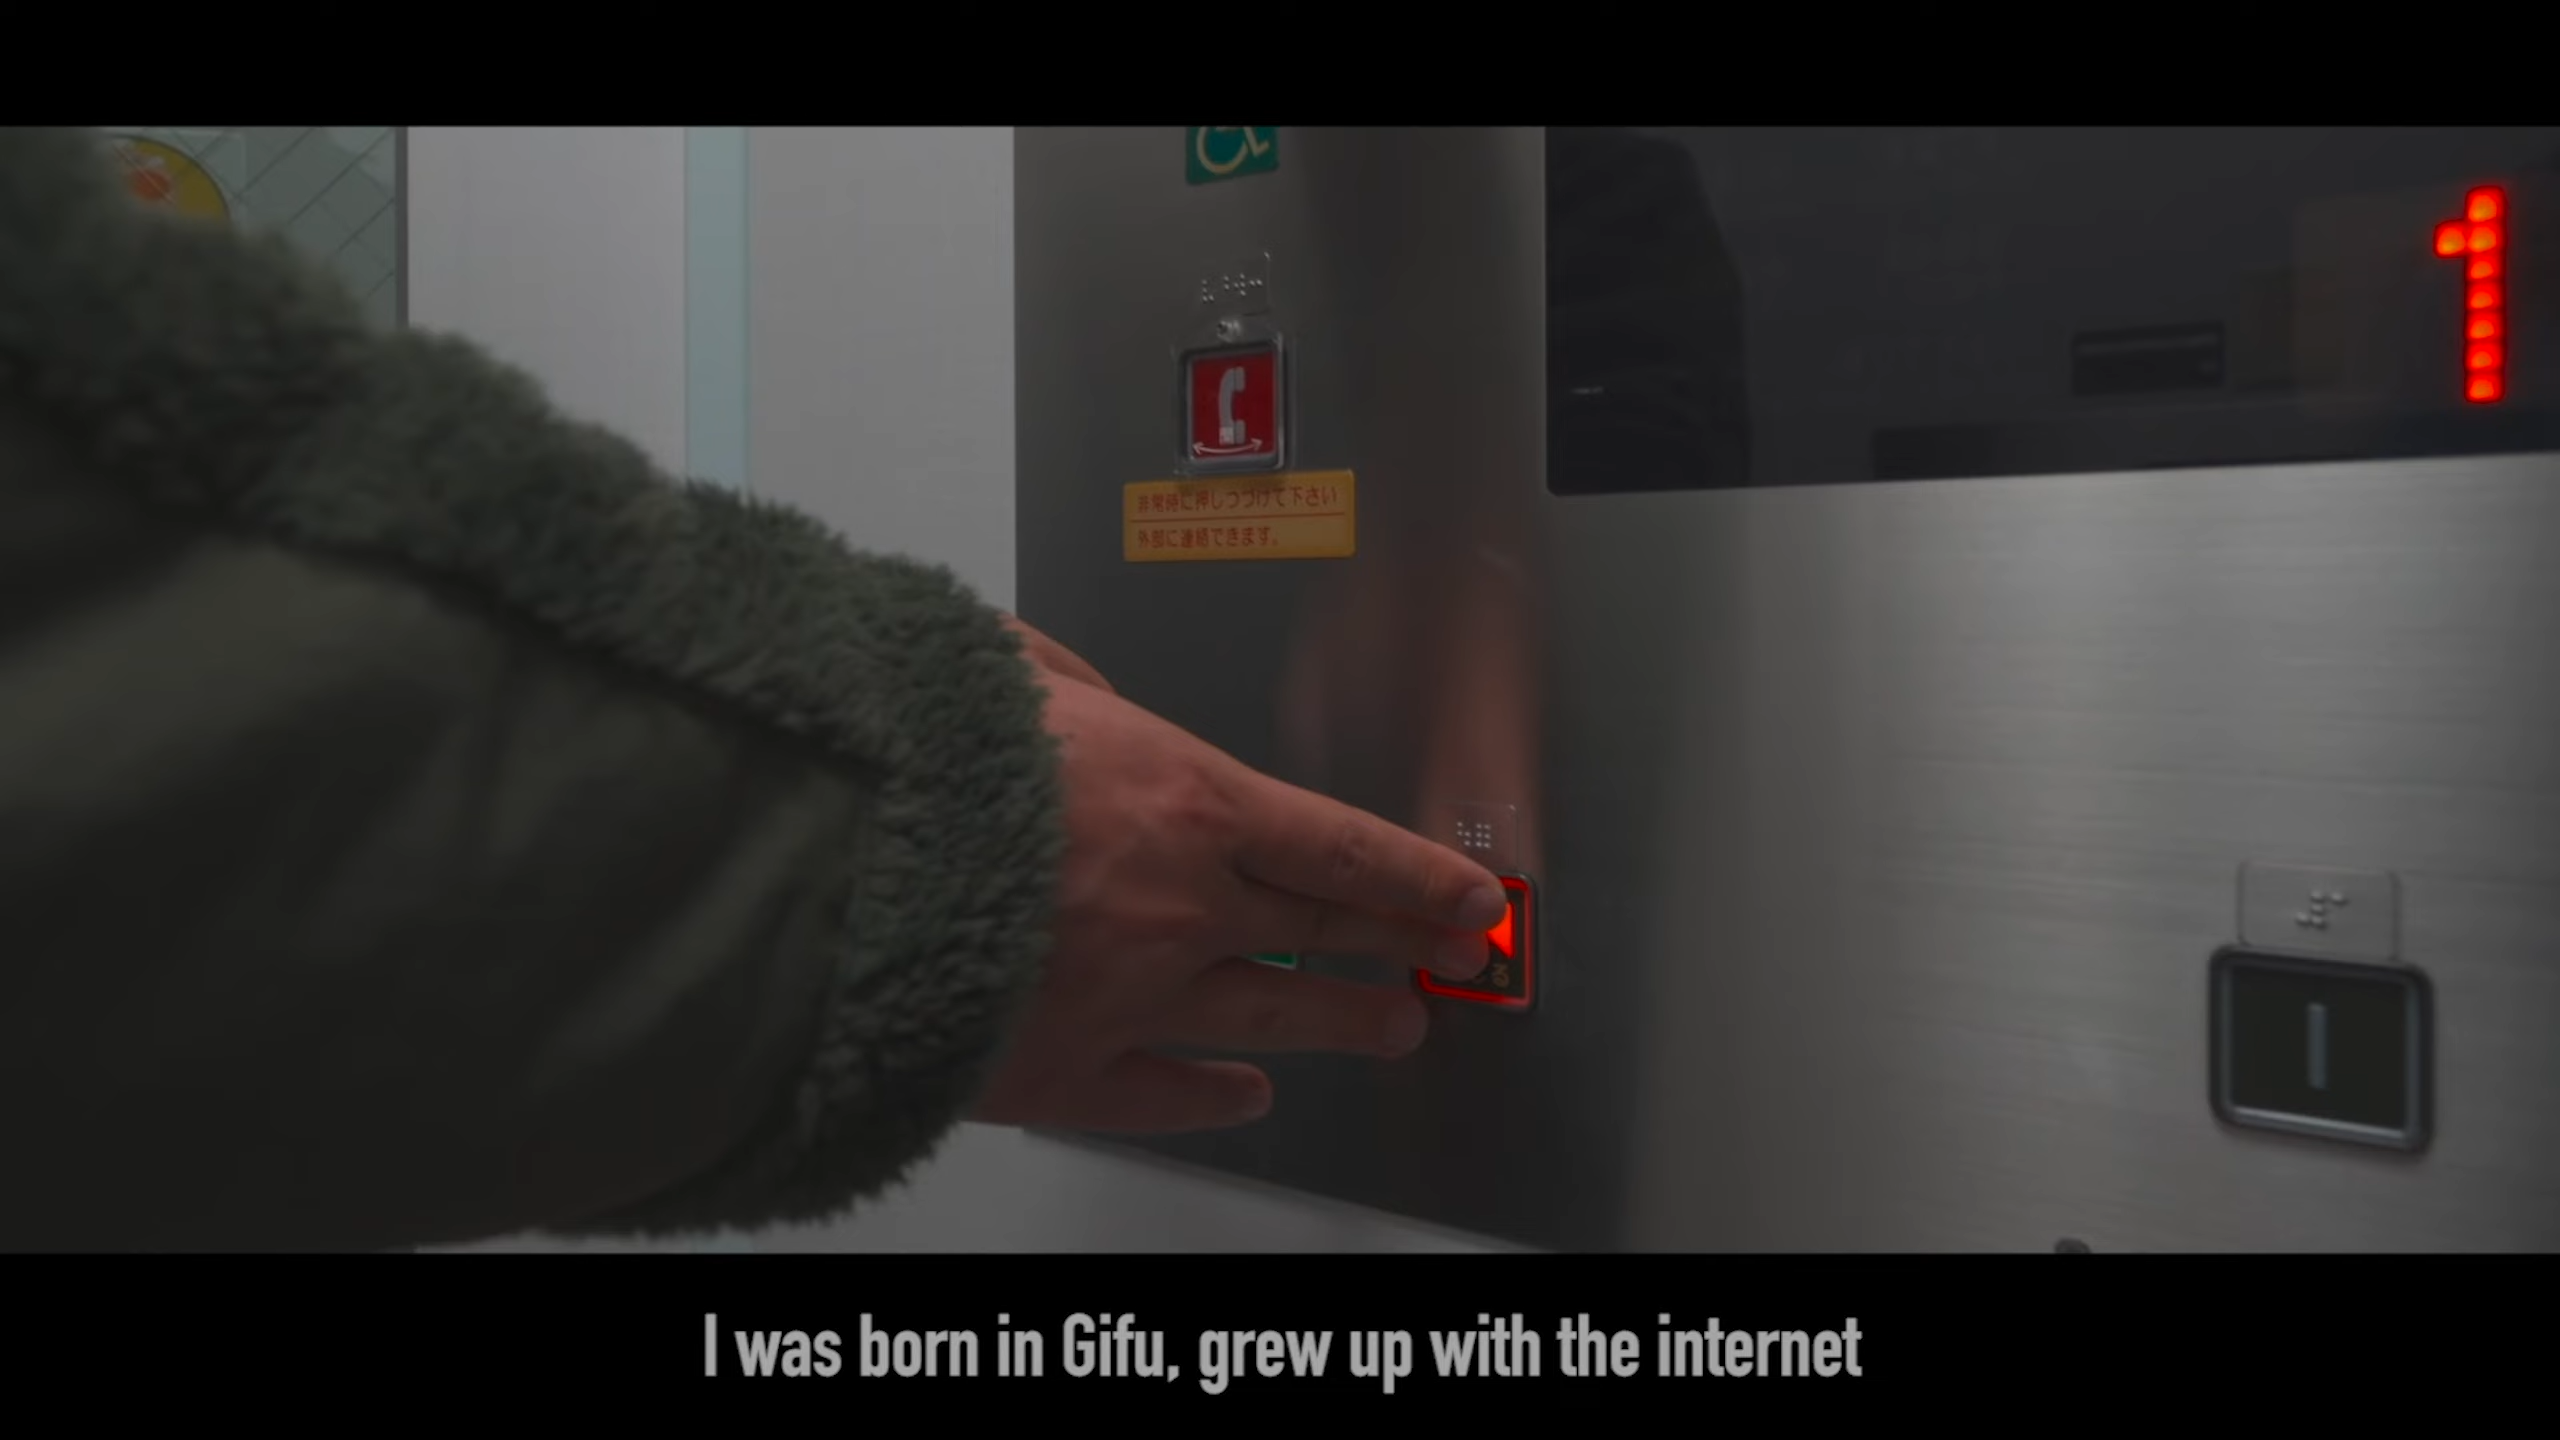 1
非常時に押しつづけて下さい
外部に連絡できます。
1
I was born in Gifu, grew up with the internet